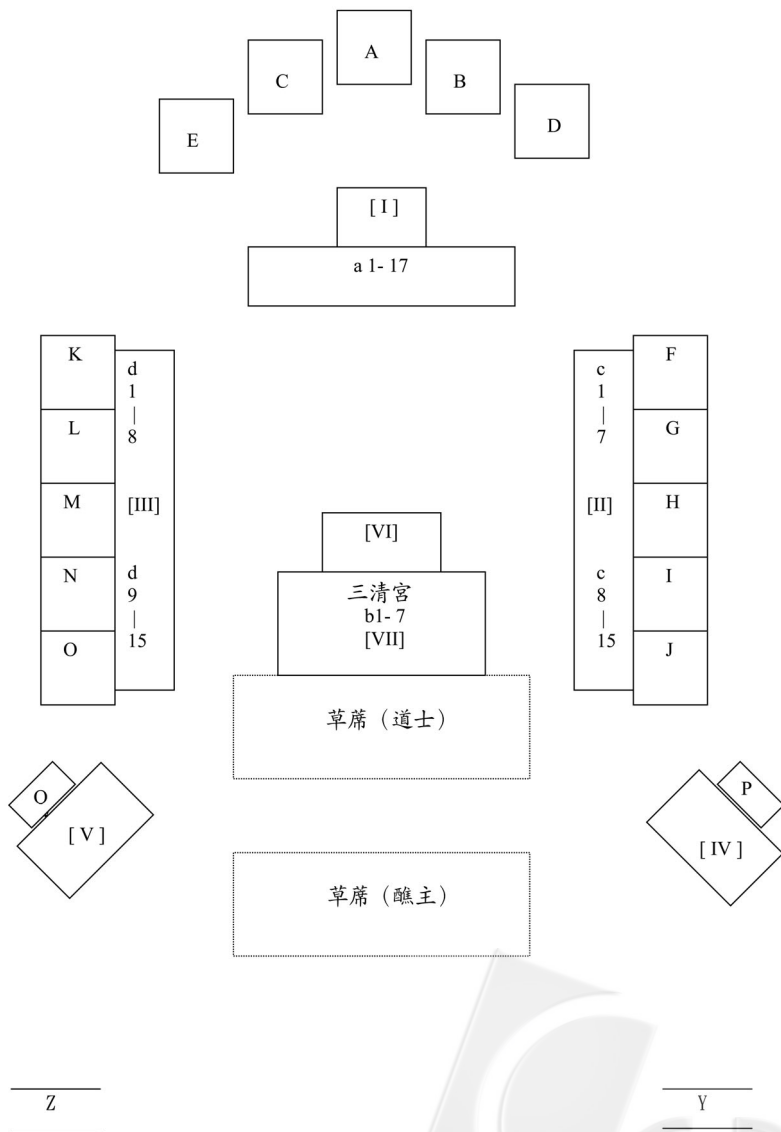 A
C
B
E
D
[ I ]
a 1- 17
K
L
M
N
O
d
1
|
8
[III]
d
9
|
15
[VI]
三清宮
b1- 7
[VII]
c
1
|
7
[II]
c
8
|
15
F
G
H
I
J
草蓆（道士）
O
[ V ]
P
[ IV ]
草蓆（醮主）
Z
Y